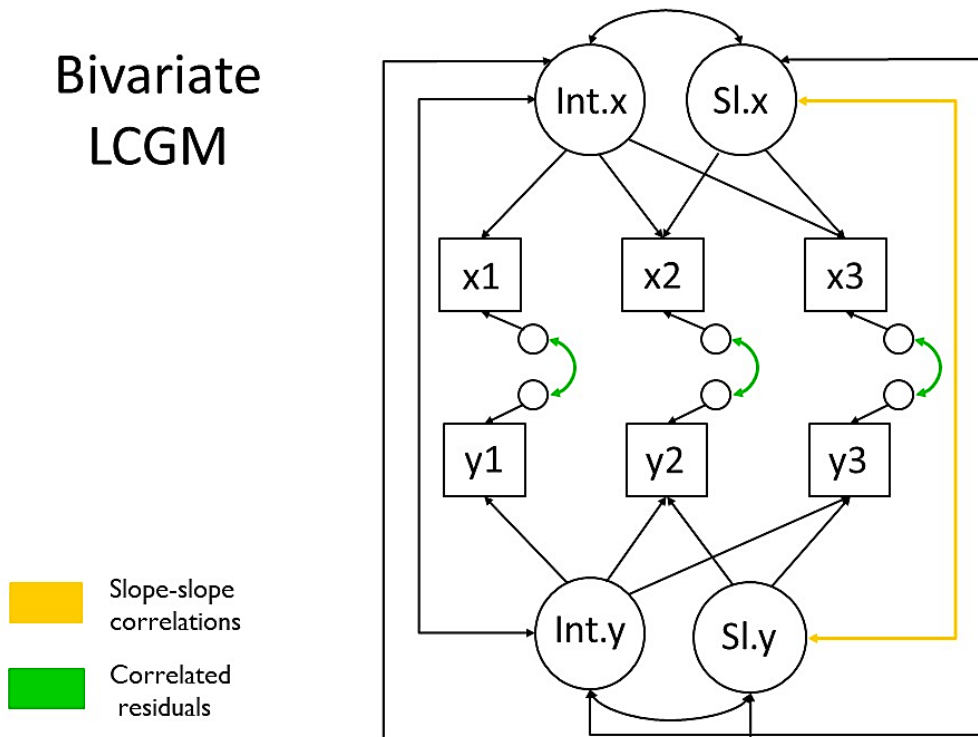 Bivariate
LCGM
Int.x
Sl.x
x1
x2
x3
y1
y2
y3
Int.y
Sl.y
Slope-slope
correlations
Correlated
residuals